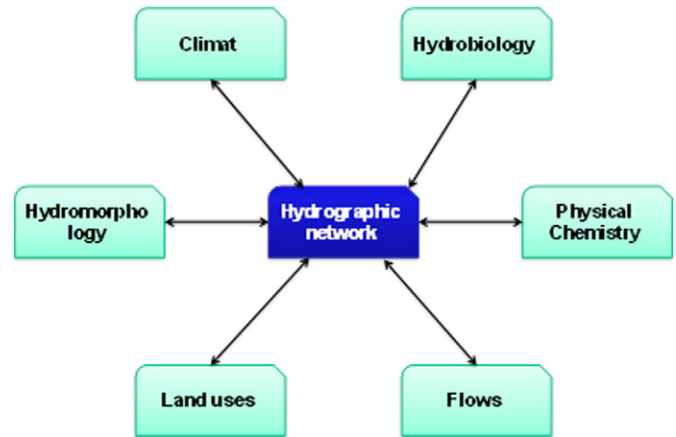 Climat
Hydrobiology
Hydromorpho
logy
Hydrographic
network
Physical
Chemistry
Land uses
Flows